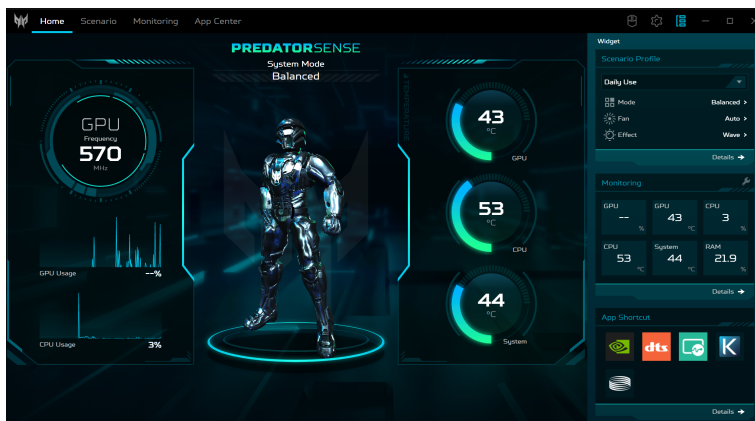 Home Scenario Monitoring App Center
PREDATORSENSE
System Mode
Balanced
GPU
Frequency
570
MHz
GPU Usage --%
CPU Usage 3%
TEMPERATURE
43
°C
GPU
53
°C
CPU
44
°C
System
Widget
Scenario Profile
Daily Use
Mode Balanced >
Fan Auto >
Effect Wave >
Details →
Monitoring
GPU GPU CPU
-- 43 3
% °C %
CPU System RAM
53 44 21.9
°C °C %
Details →
App Shortcut
dts K
Details →